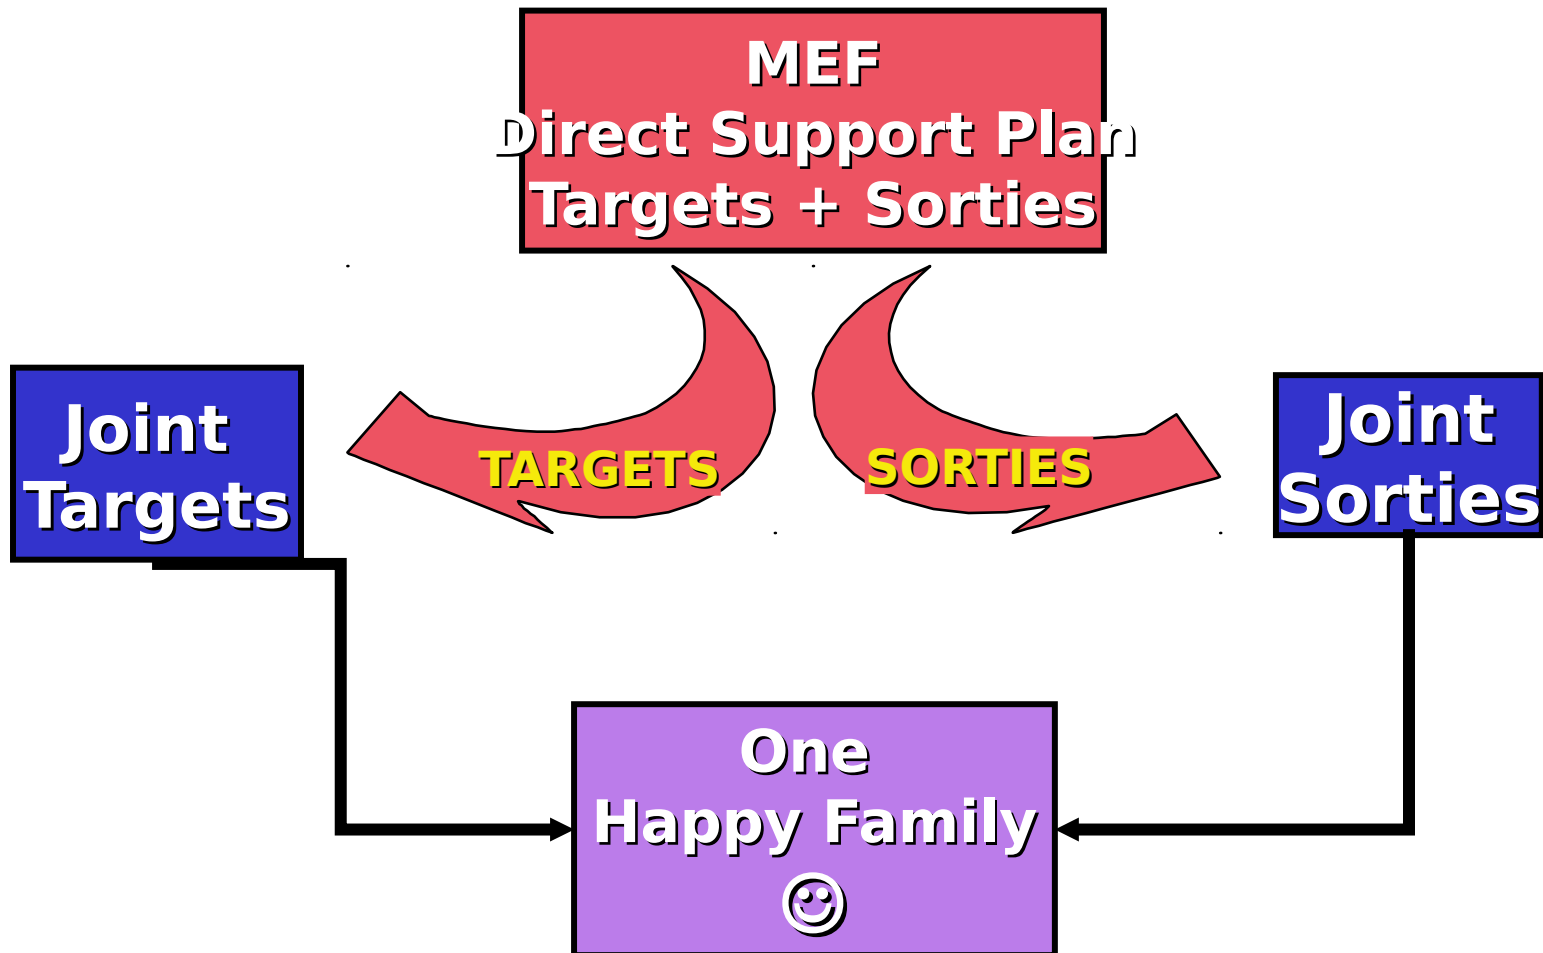 MEF
Direct Support Plan
Targets + Sorties
Joint
Targets
TARGETS
SORTIES
Joint
Sorties
One
Happy Family
☺